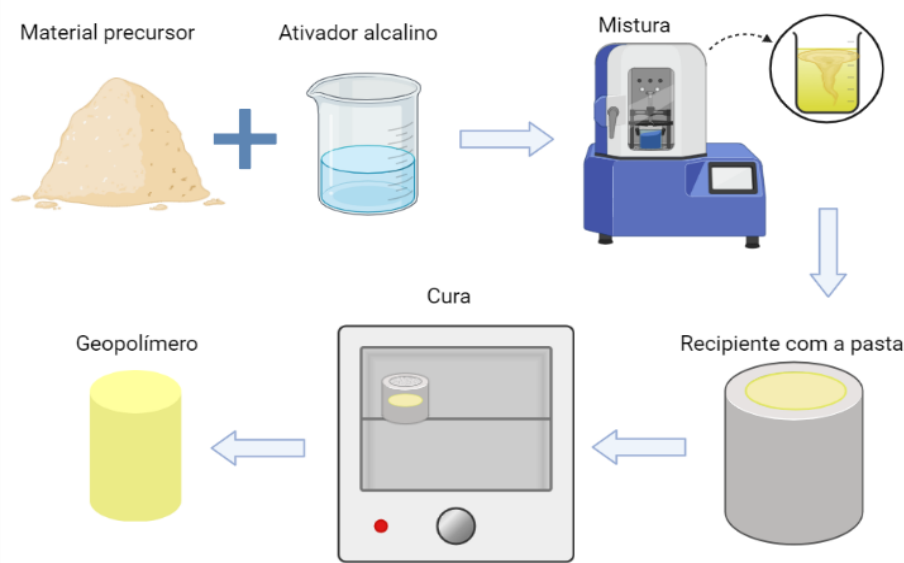 Material precursor
Ativador alcalino
Mistura
Recipiente com a pasta
Cura
Geopolímero